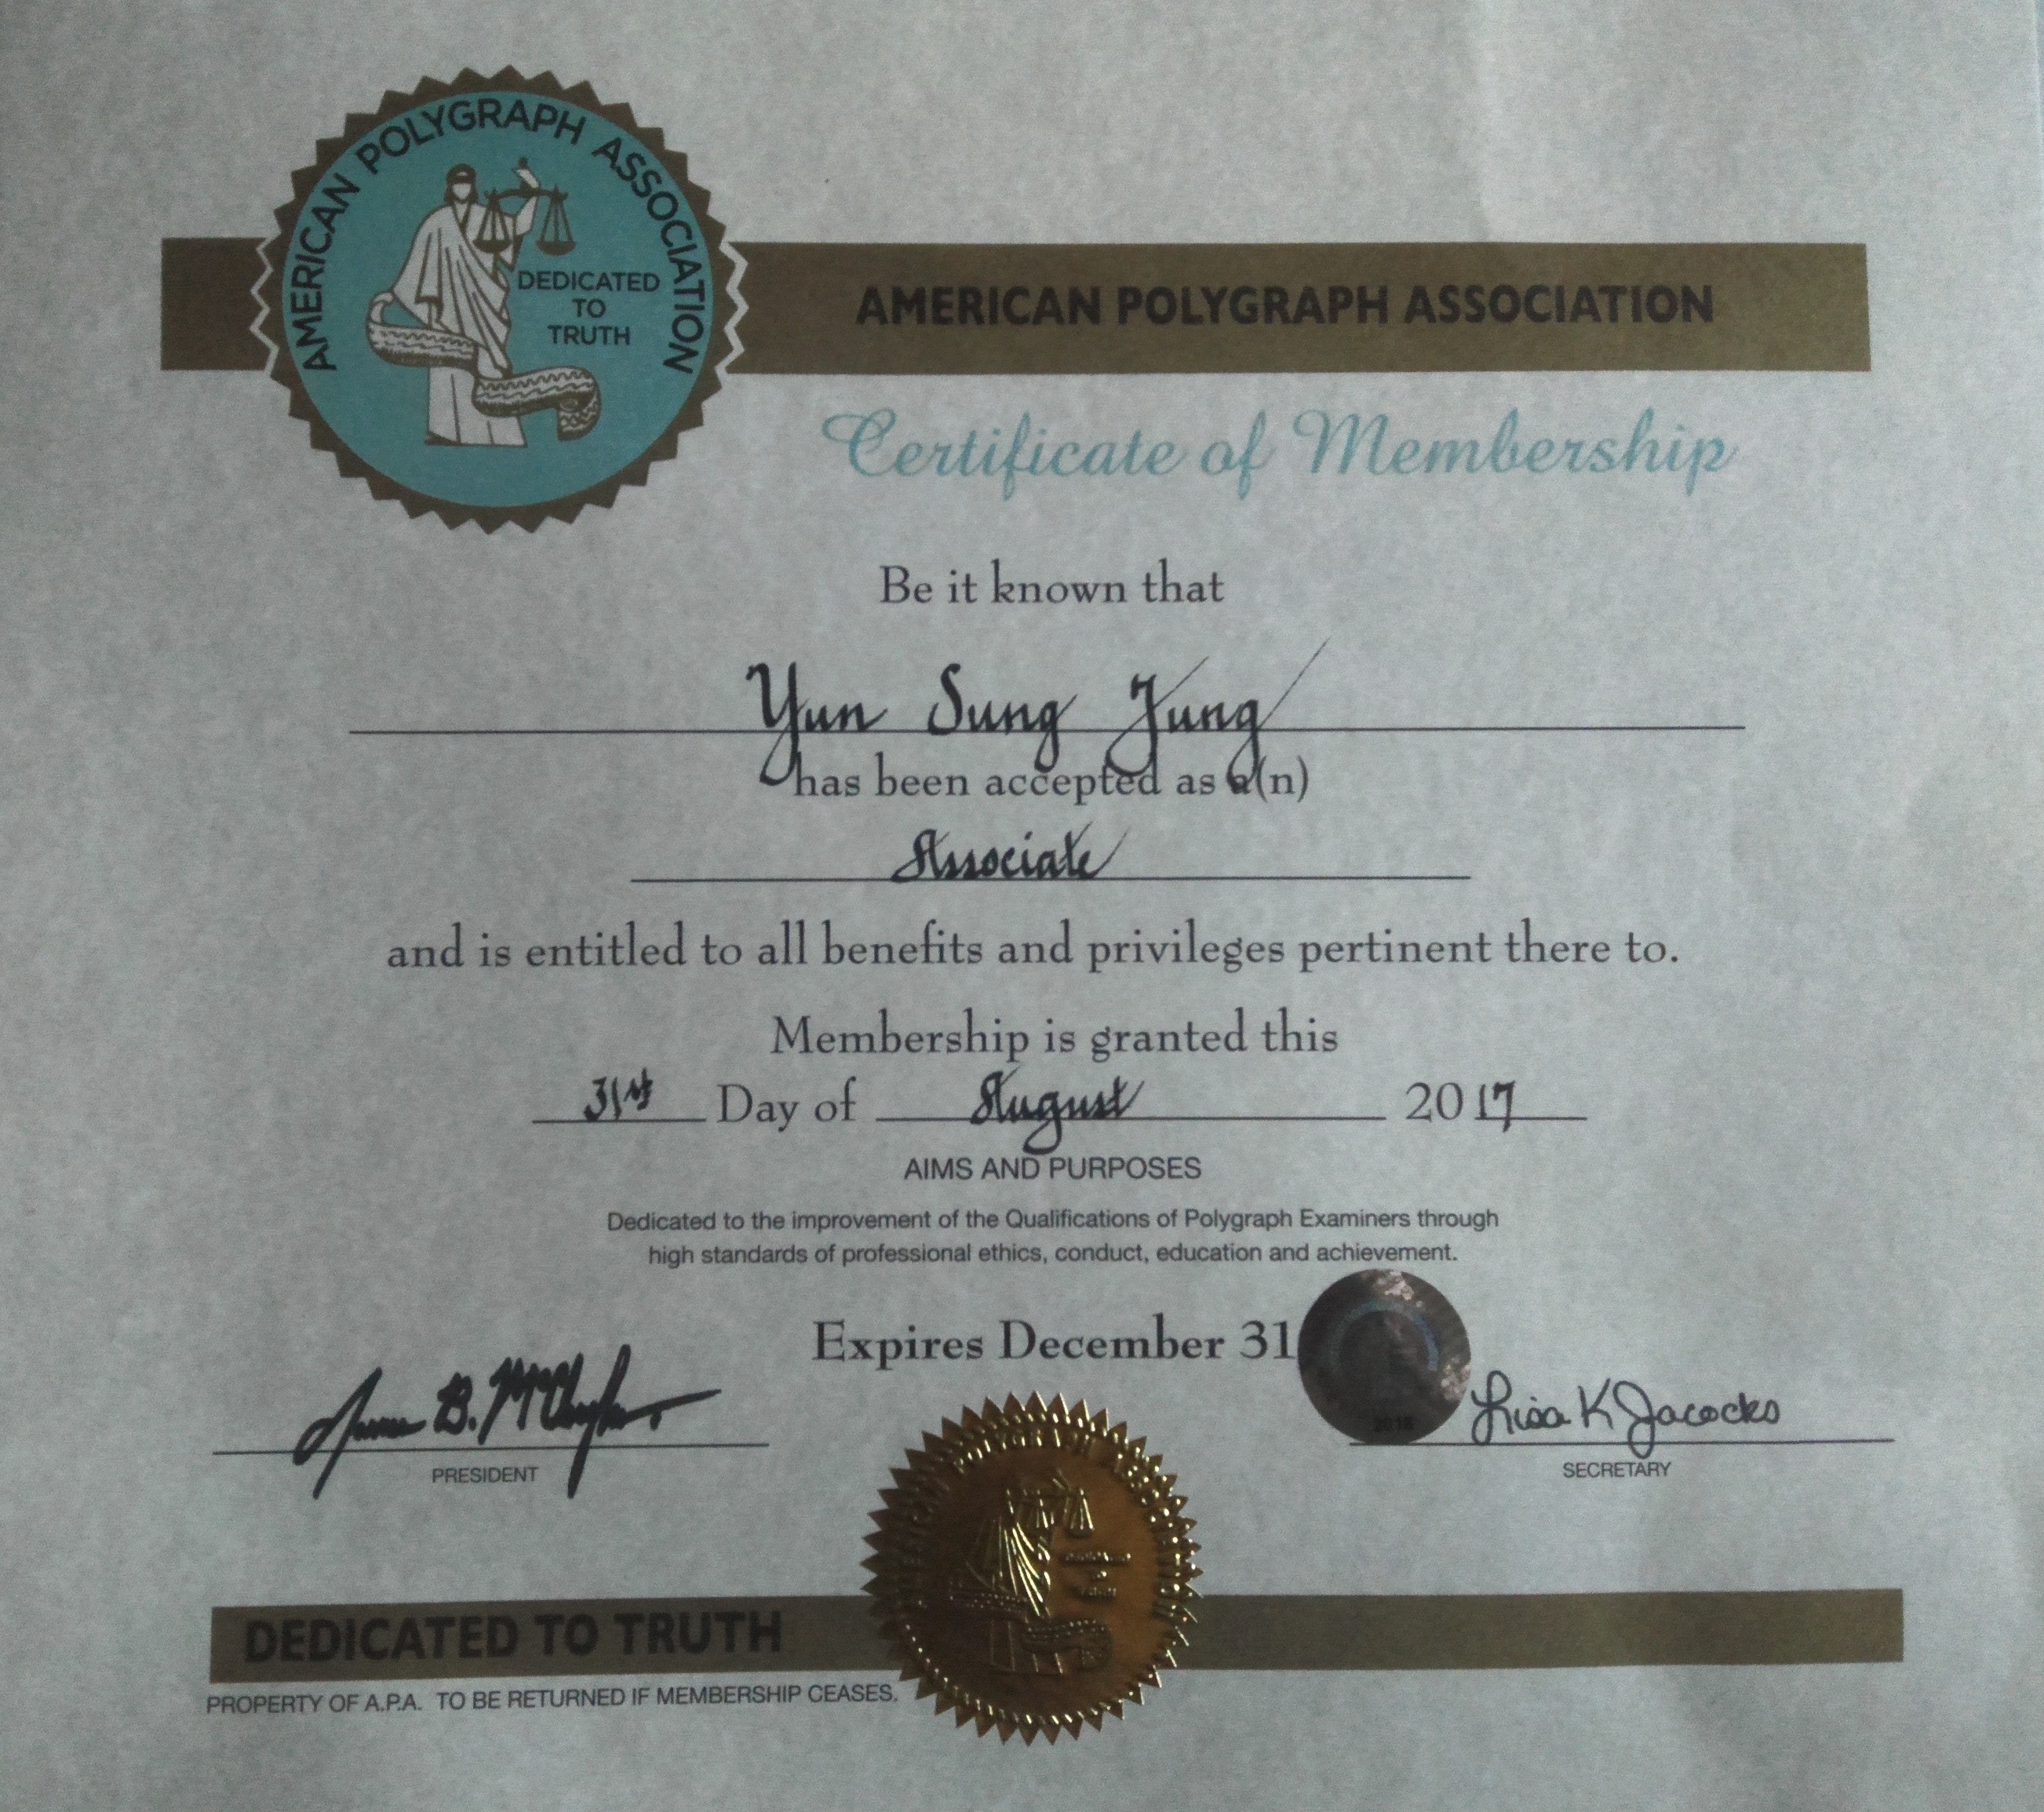 AMERICAN POLYGRAPH ASSOCIATION
DEDICATED
TO
TRUTH
AMERICAN POLYGRAPH ASSOCIATION
Certificate of Membership
Be it known that
Yun Sung Jung
has been accepted as a(n)
Associate
and is entitled to all benefits and privileges pertinent there to.
Membership is granted this
31st Day of August 2017
AIMS AND PURPOSES
Dedicated to the improvement of the Qualifications of Polygraph Examiners through
high standards of professional ethics, conduct, education and achievement.
Expires December 31
2018
B.
Lisa K Jacocks
PRESIDENT
SECRETARY
DEDICATED TO TRUTH
PROPERTY OF A.P.A. TO BE RETURNED IF MEMBERSHIP CEASES.